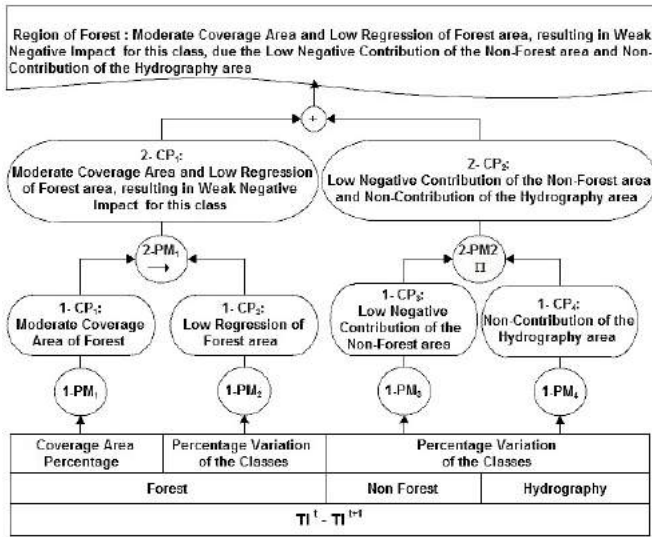 Region of Forest : Moderate Coverage Area and Low Regression of Forest area, resulting in Weak
Negative Impact for this class, due the Low Negative Contribution of the Non-Forest area and Non-
Contribution of the Hydrography area
+
2- CP₁:
Moderate Coverage Area and Low Regression
of Forest area, resulting in Weak Negative
Impact for this class
2- CP₂:
Low Negative Contribution of the Non-Forest area
and Non-Contribution of the Hydrography area
2-PM₁
→
2-PM2
II
1- CP₁:
Moderate Coverage
Area of Forest
1- CP₂:
Low Regression of
Forest area
1- CP₃:
Low Negative
Contribution of the
Non-Forest area
1- CP₄:
Non-Contribution of the
Hydrography area
1-PM₁
1-PM₂
1-PM₃
1-PM₄
Coverage Area
Percentage
Percentage Variation
of the Classes
Percentage Variation
of the Classes
Forest
Non Forest
Hydrography
TI ᵗ - TI ᵗ⁺¹